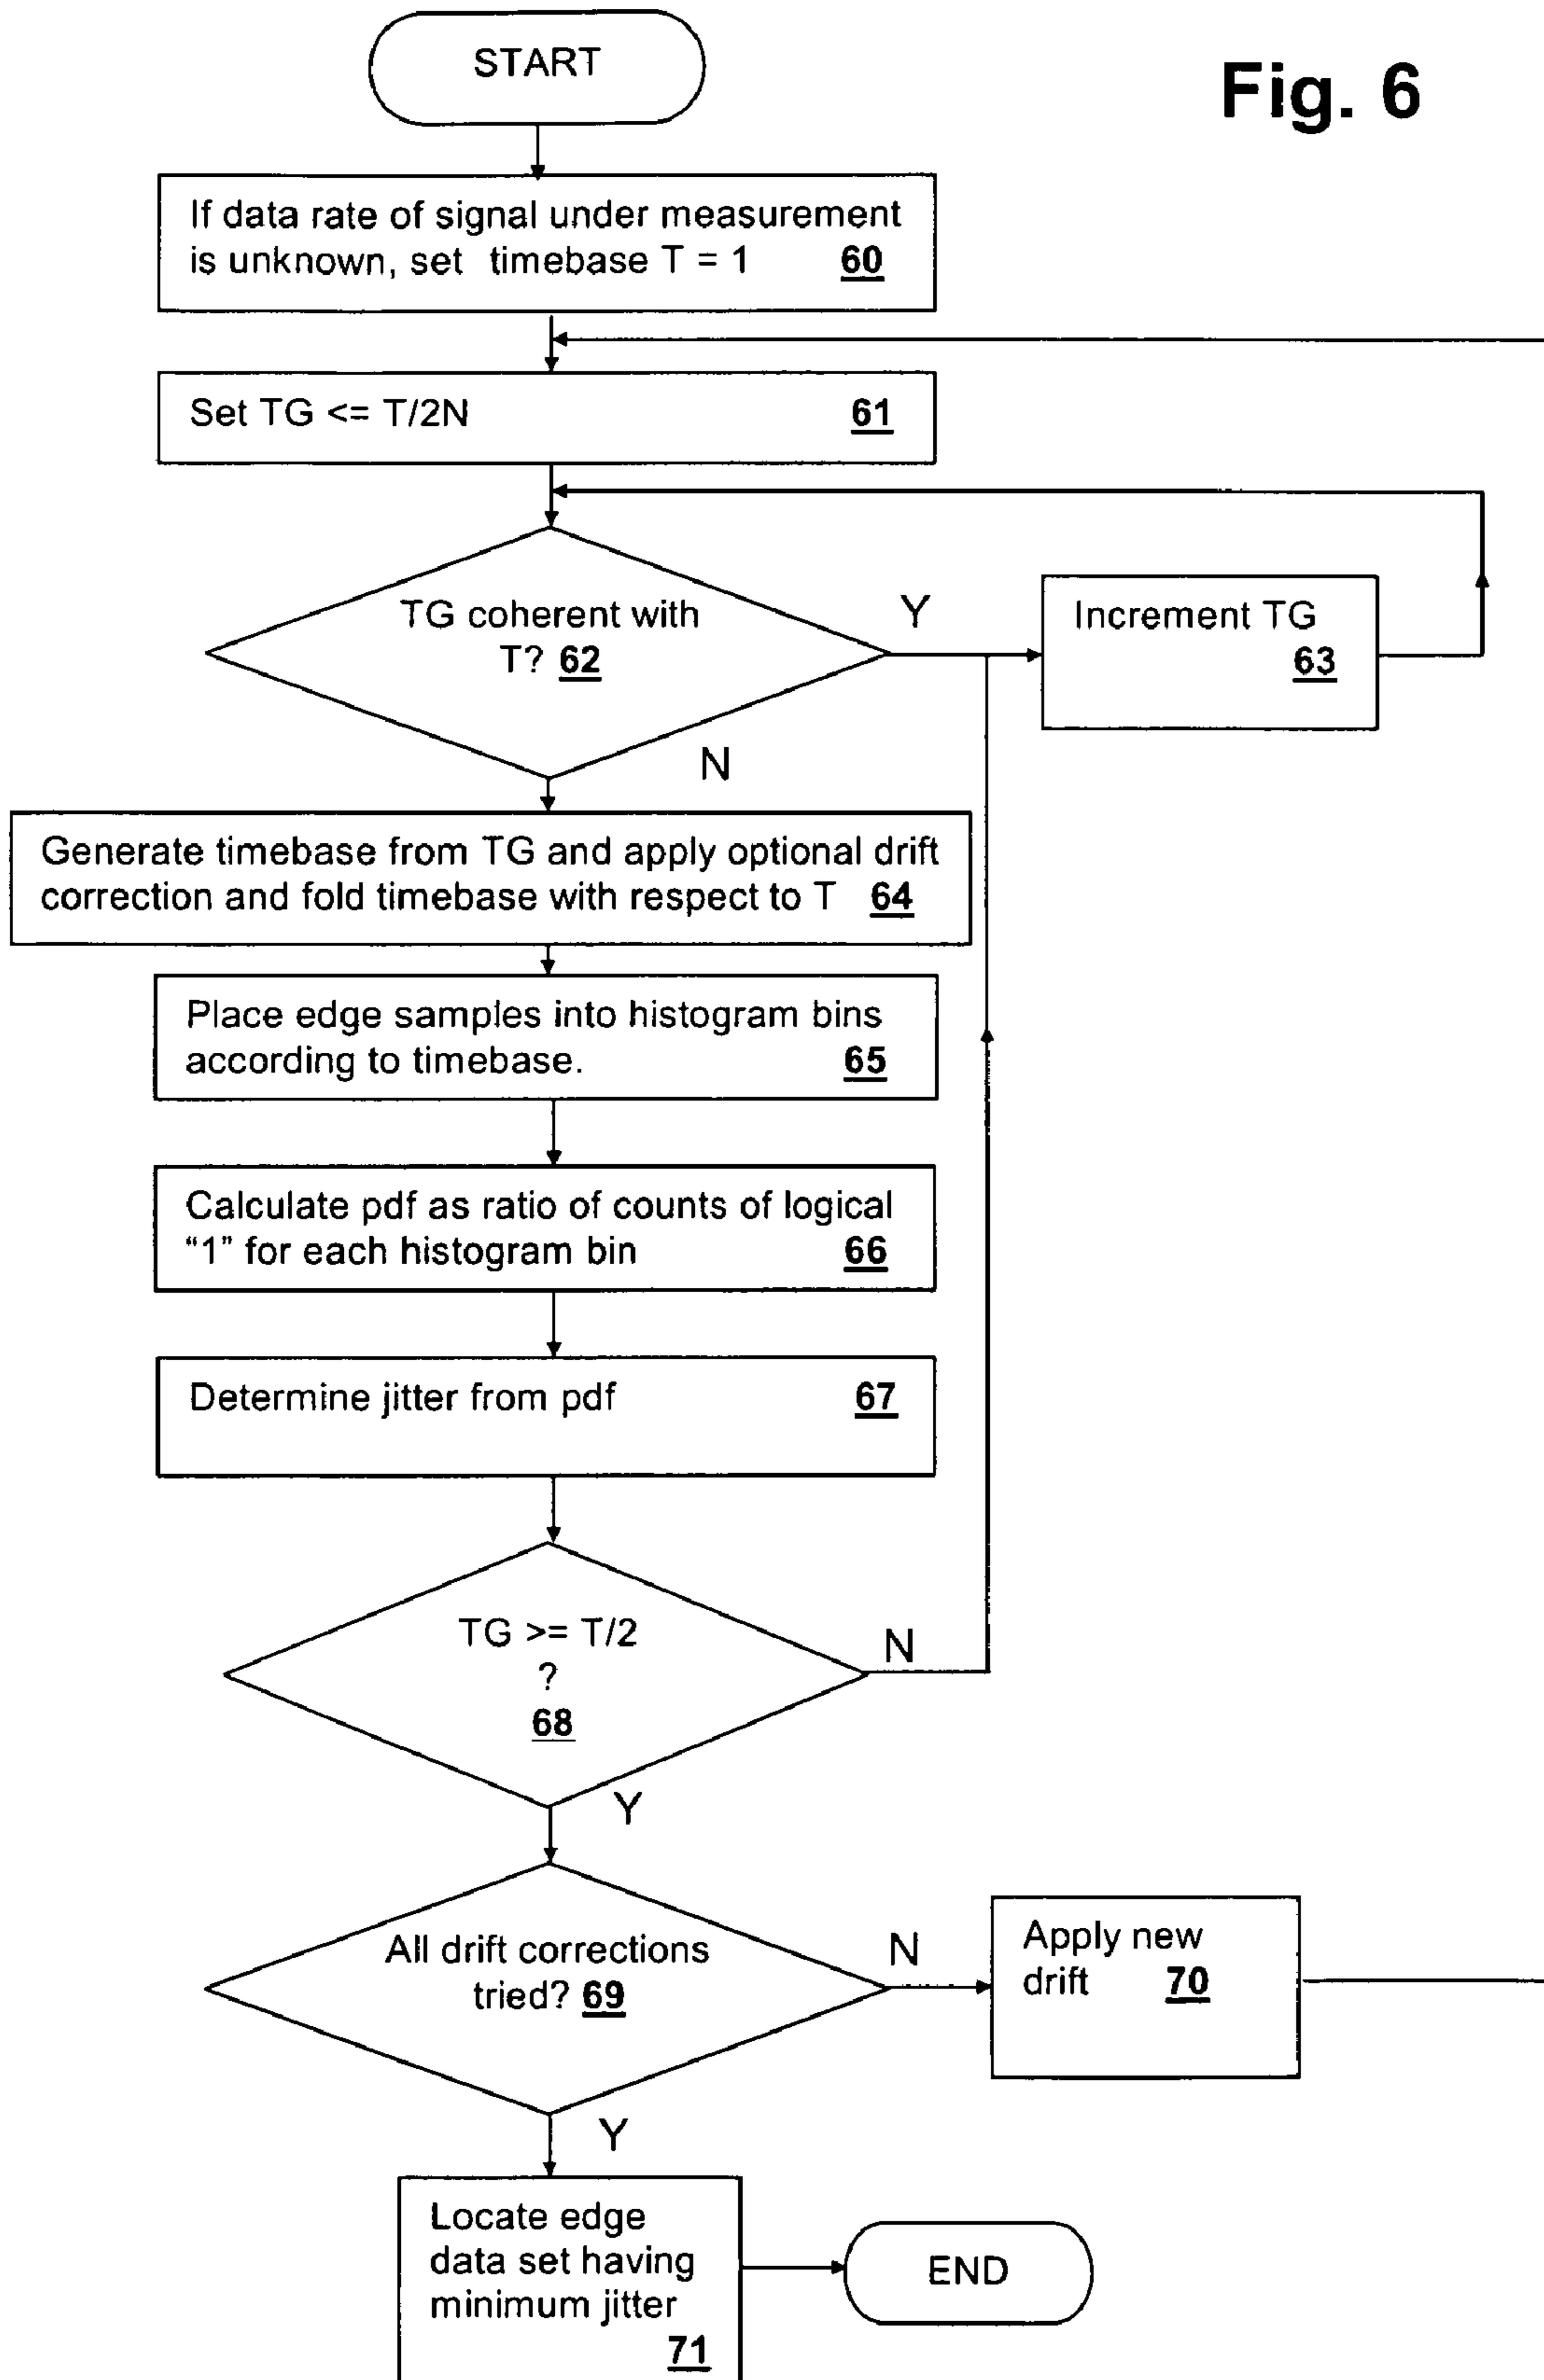 START
Fig. 6
If data rate of signal under measurement
is unknown, set timebase T = 1 60
Set TG <= T/2N 61
TG coherent with
T? 62
Y
Increment TG
63
N
Generate timebase from TG and apply optional drift
correction and fold timebase with respect to T 64
Place edge samples into histogram bins
according to timebase. 65
Calculate pdf as ratio of counts of logical
“1” for each histogram bin 66
Determine jitter from pdf 67
TG >= T/2
?
68
N
Y
All drift corrections
tried? 69
N
Apply new
drift 70
Y
Locate edge
data set having
minimum jitter
71
END